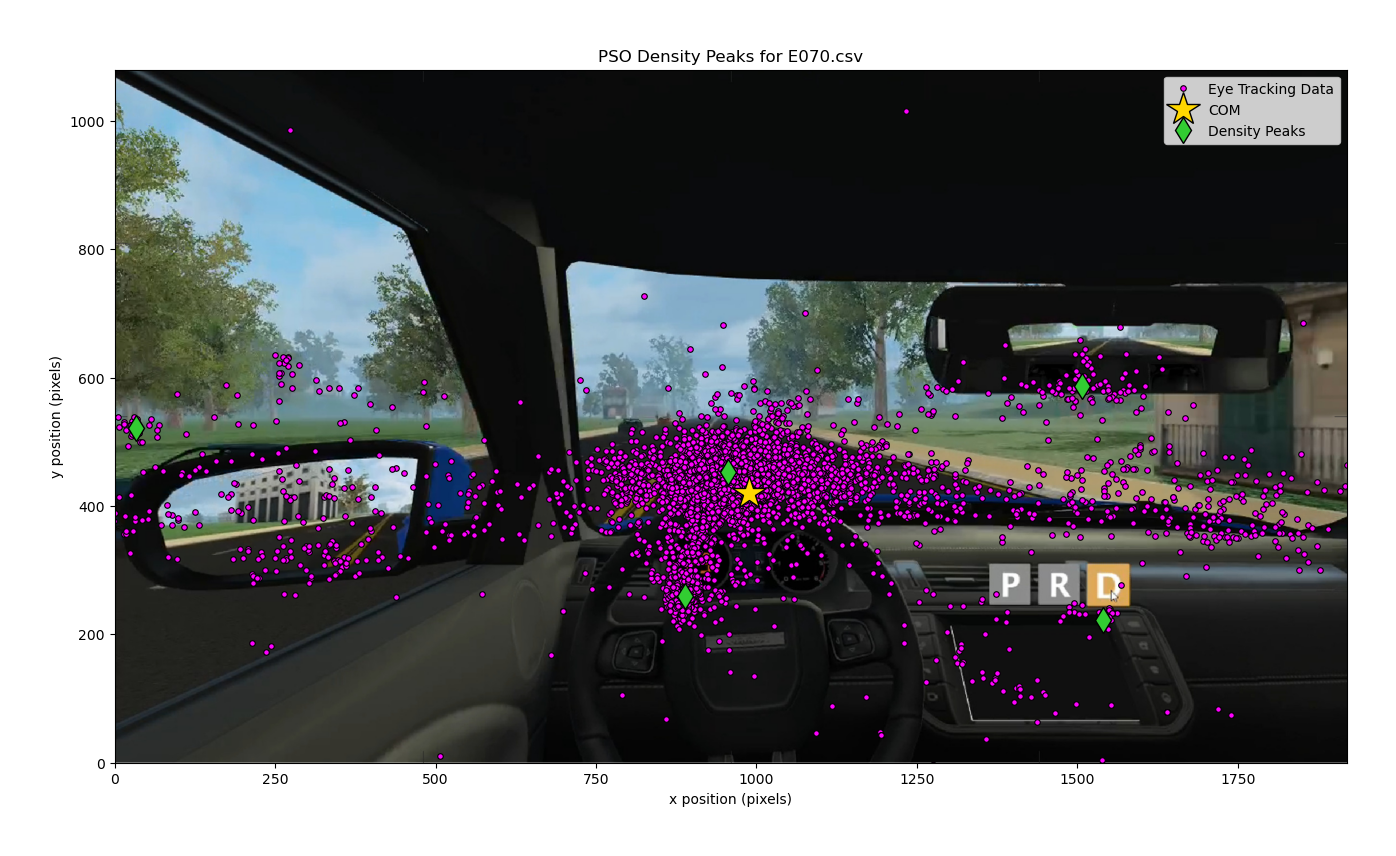 PSO Density Peaks for E070.csv
Eye Tracking Data
COM
Density Peaks
y position (pixels)
1000
800
600
400
200
0
P R D
0 250 500 750 1000 1250 1500 1750
x position (pixels)